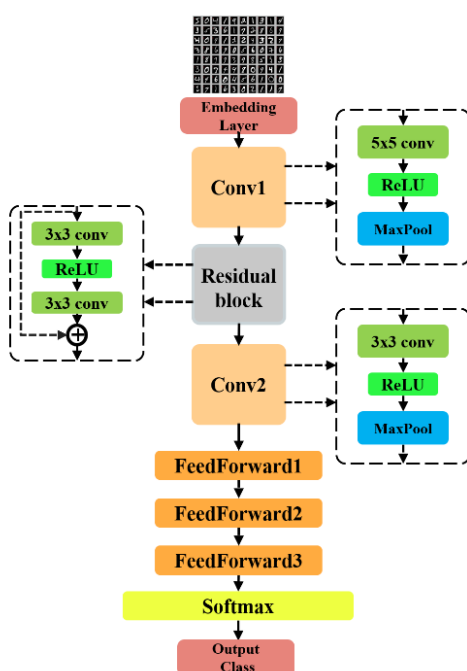 Embedding
Layer
Conv1
5x5 conv
ReLU
MaxPool
3x3 conv
ReLU
3x3 conv
Residual
block
Conv2
3x3 conv
ReLU
MaxPool
FeedForward1
FeedForward2
FeedForward3
Softmax
Output
Class